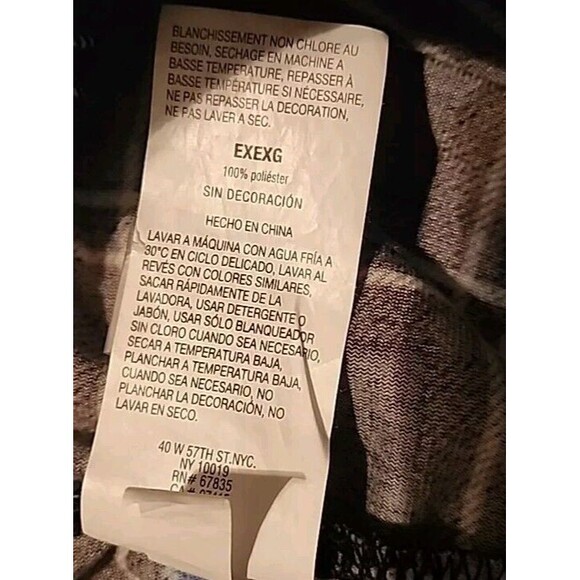 BLANCHISSEMENT NON CHLORE AU
BESOIN, SECHAGE EN MACHINE A
BASSE TEMPERATURE, REPASSER À
BASSE TEMPÉRATURE SI NÉCESSAIRE,
NE PAS REPASSER LA DECORATION,
NE PAS LAVER A SEC.
EXEXG
100% poliéster
SIN DECORACIÓN
HECHO EN CHINA
LAVAR A MÁQUINA CON AGUA FRÍA A
30°C EN CICLO DELICADO, LAVAR AL
REVÉS CON COLORES SIMILARES,
SACAR RÁPIDAMENTE DE LA
LAVADORA, USAR DETERGENTE O
JABÓN, USAR SÓLO BLANQUEADOR
SIN CLORO CUANDO SEA NECESARIO,
SECAR A TEMPERATURA BAJA,
PLANCHAR A TEMPERATURA BAJA,
CUANDO SEA NECESARIO, NO
PLANCHAR LA DECORACIÓN, NO
LAVAR EN SECO.
40 W 57TH ST.NYC.
NY 10019
RN# 67835
CA#